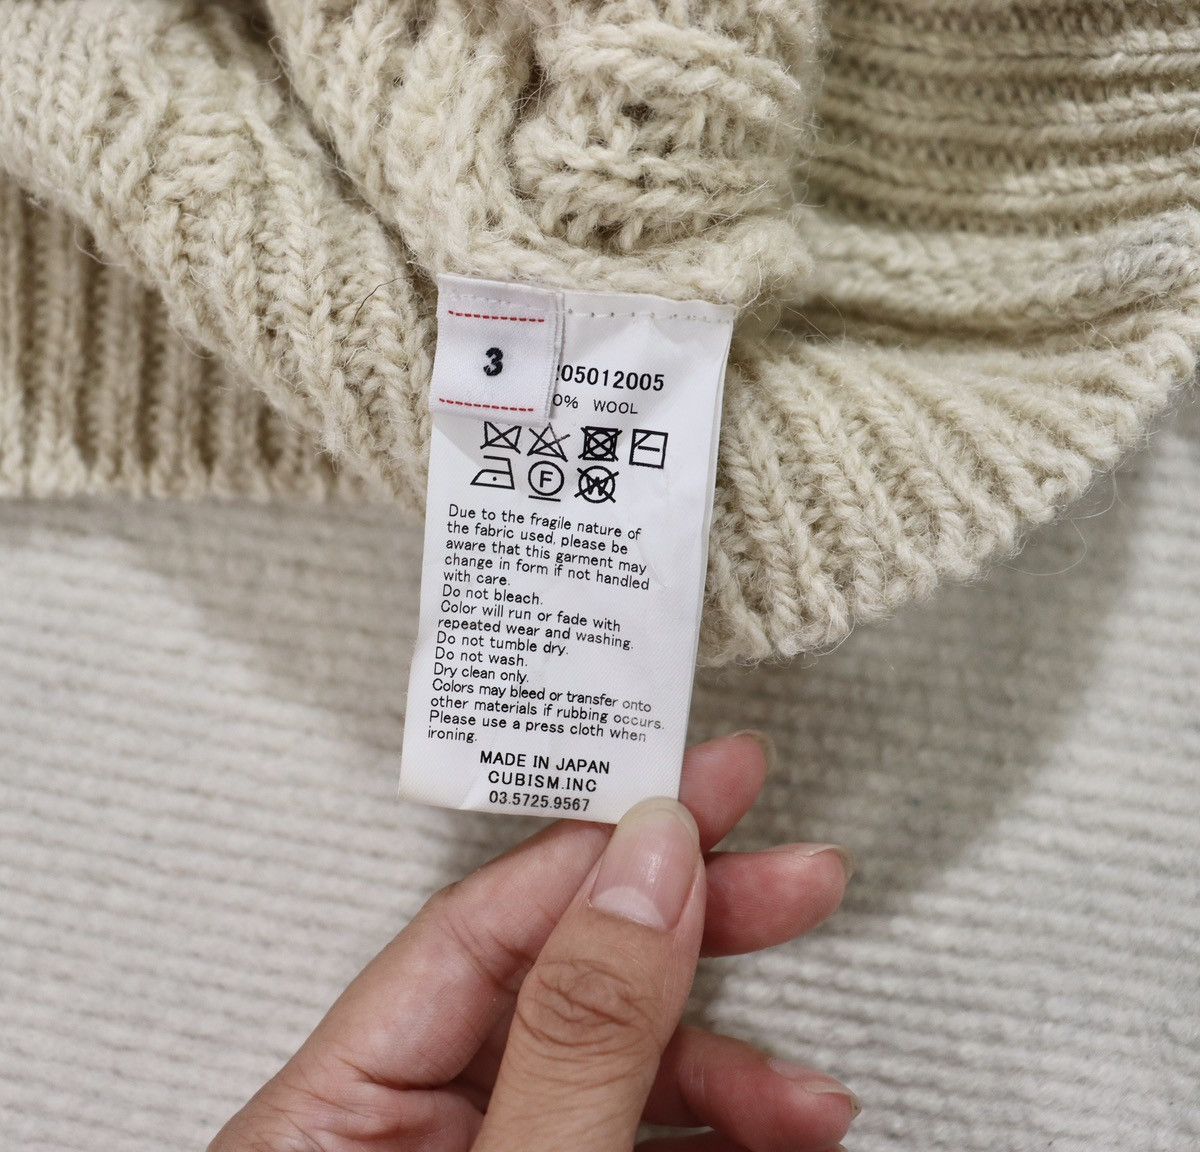 3
05012005
0% WOOL
F
W
Due to the fragile nature of
the fabric used, please be
aware that this garment may
change in form if not handled
with care.
Do not bleach.
Color will run or fade with
repeated wear and washing.
Do not tumble dry.
Do not wash.
Dry clean only.
Colors may bleed or transfer onto
other materials if rubbing occurs.
Please use a press cloth when
ironing.
MADE IN JAPAN
CUBISM.INC
03.5725.9567